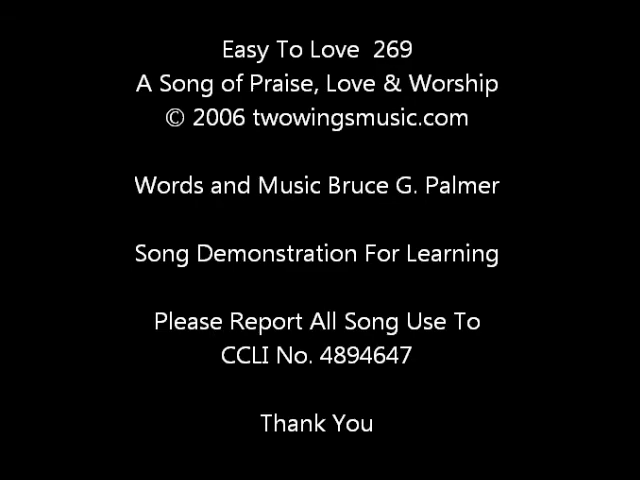 Easy To Love  269
A Song of Praise, Love & Worship
© 2006 twowingsmusic.com
Words and Music Bruce G. Palmer
Song Demonstration For Learning
Please Report All Song Use To
CCLI No. 4894647
Thank You